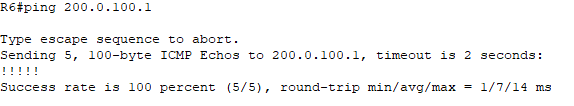 R6#ping 200.0.100.1
Type escape sequence to abort.
Sending 5, 100-byte ICMP Echos to 200.0.100.1, timeout is 2 seconds:
!!!!!
Success rate is 100 percent (5/5), round-trip min/avg/max = 1/7/14 ms